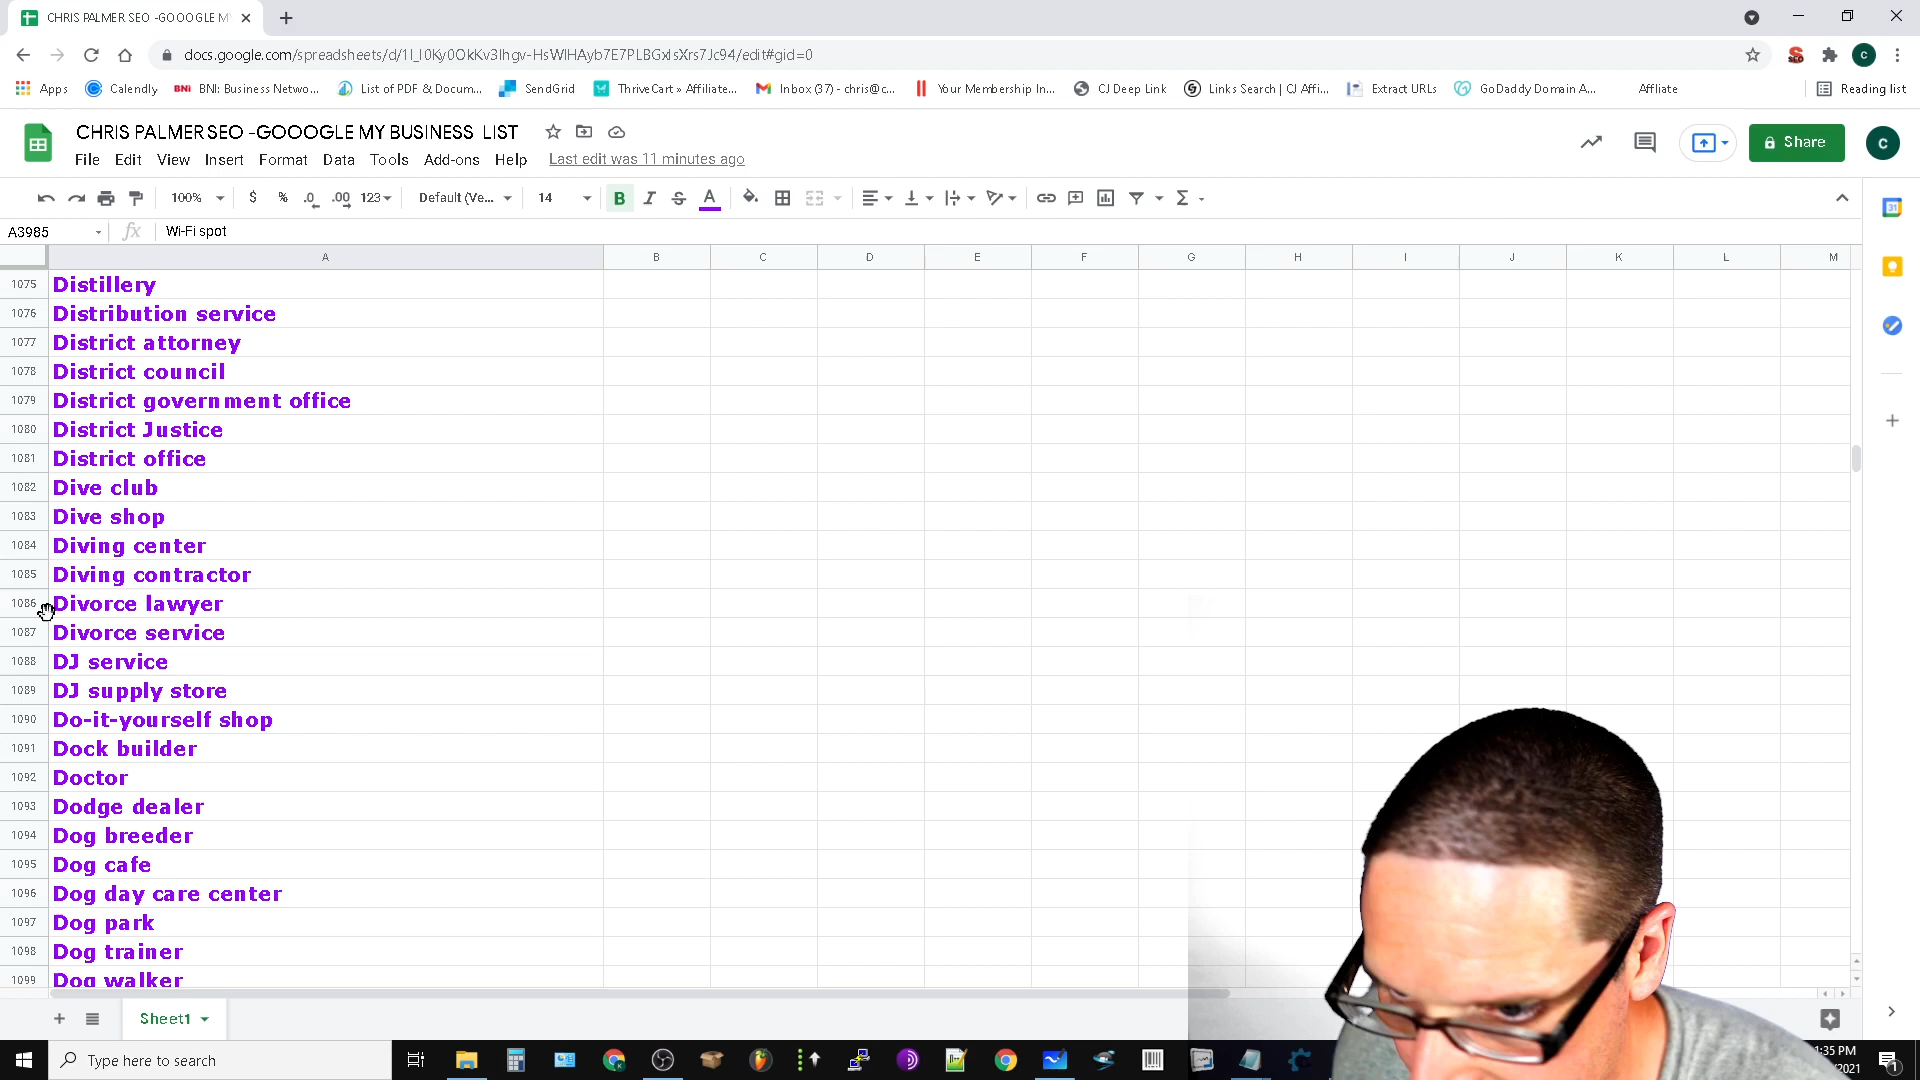 CHRIS PALMER SEO -GOOOGLE MY
docs.google.com/spreadsheets/d/1l_I0Ky0OkKv3Ihgv-HsWlHAyb7E7PLBGxlsXrs7Jc94/edit#gid=0
Apps Calendly BNI BNI: Business Netwo... List of PDF & Docum... SendGrid ThriveCart » Affiliate... Inbox (37) - chris@c... Your Membership In... CJ Deep Link Links Search | CJ Affi... Extract URLs GoDaddy Domain A... Affliate Reading list
CHRIS PALMER SEO -GOOOGLE MY BUSINESS LIST
File Edit View Insert Format Data Tools Add-ons Help Last edit was 11 minutes ago
Share
C
100% $ % .0 .00 123 Default (Ve... 14 B I S A Σ
A3985 fx Wi-Fi spot
A B C D E F G H I J K L M
1075 Distillery
1076 Distribution service
1077 District attorney
1078 District council
1079 District government office
1080 District Justice
1081 District office
1082 Dive club
1083 Dive shop
1084 Diving center
1085 Diving contractor
1086 Divorce lawyer
1087 Divorce service
1088 DJ service
1089 DJ supply store
1090 Do-it-yourself shop
1091 Dock builder
1092 Doctor
1093 Dodge dealer
1094 Dog breeder
1095 Dog cafe
1096 Dog day care center
1097 Dog park
1098 Dog trainer
1099 Dog walker
Sheet1
Type here to search
:35 PM
/2021